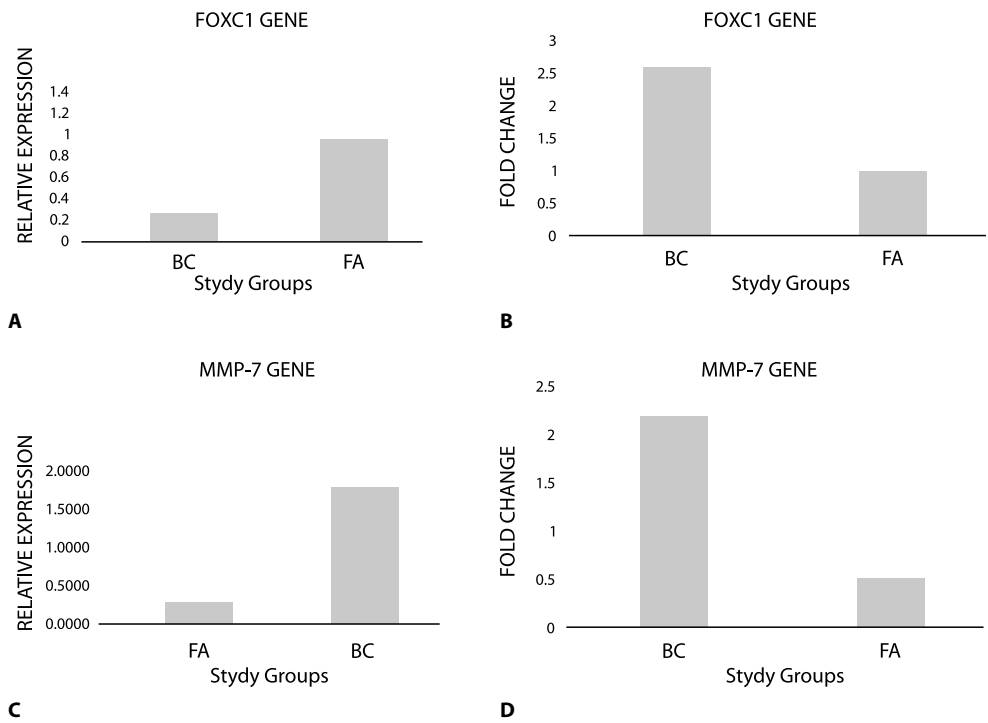 FOXC1 GENE
RELATIVE EXPRESSION
1.4
1.2
1
0.8
0.6
0.4
0.2
0
BC FA
Stydy Groups
A
FOXC1 GENE
FOLD CHANGE
3
2.5
2
1.5
1
0.5
0
BC FA
Stydy Groups
B
MMP-7 GENE
RELATIVE EXPRESSION
2.0000
1.5000
1.0000
0.5000
0.0000
FA BC
Stydy Groups
C
MMP-7 GENE
FOLD CHANGE
2.5
2
1.5
1
0.5
0
BC FA
Stydy Groups
D